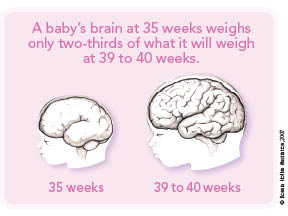 A baby's brain at 35 weeks weighs
only two-thirds of what it will weigh
at 39 to 40 weeks.
35 weeks
39 to 40 weeks
2007